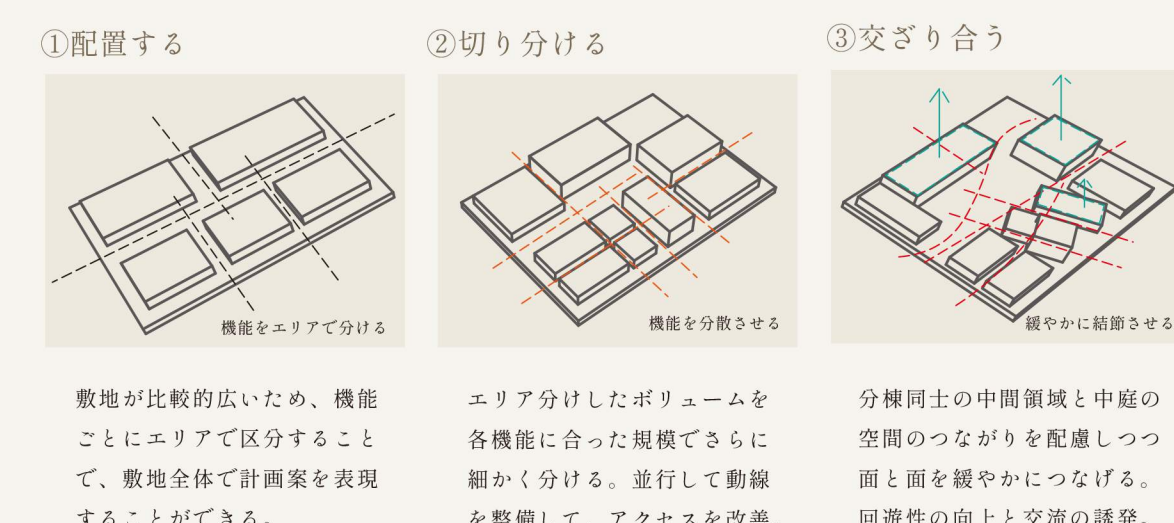 ①配置する
機能をエリアで分ける
敷地が比較的広いため、機能
ごとにエリアで区分すること
で、敷地全体で計画案を表現
することができる。
②切り分ける
機能を分散させる
エリア分けしたボリュームを
各機能に合った規模でさらに
細かく分ける。並行して動線
を整備して、アクセスを改善
③交ざり合う
緩やかに結節させる
分棟同士の中間領域と中庭の
空間のつながりを配慮しつつ
面と面を緩やかにつなげる。
回遊性の向上と交流の誘発。